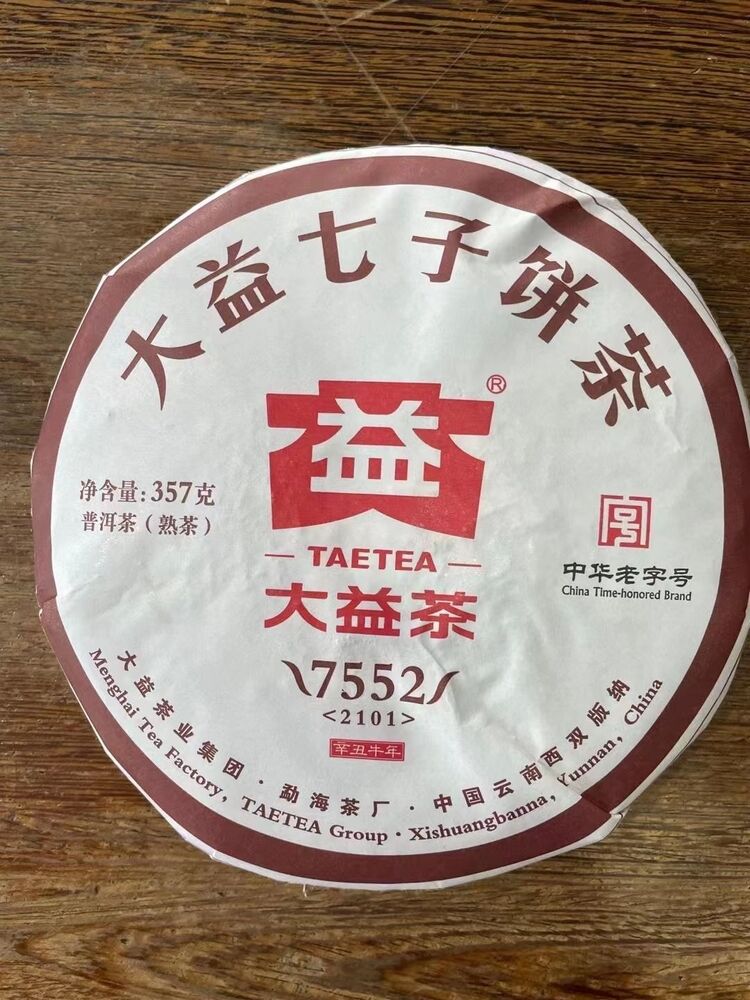 大益七子饼茶
益®
净含量: 357克
普洱茶（熟茶）
TAETEA
大益茶
中华老字号
China Time-honored Brand
7552
<2101>
辛丑牛年
大益茶业集团·勐海茶厂·中国云南西双版纳
Menghai Tea Factory, TAETEA Group · Xishuangbanna, Yunnan, China